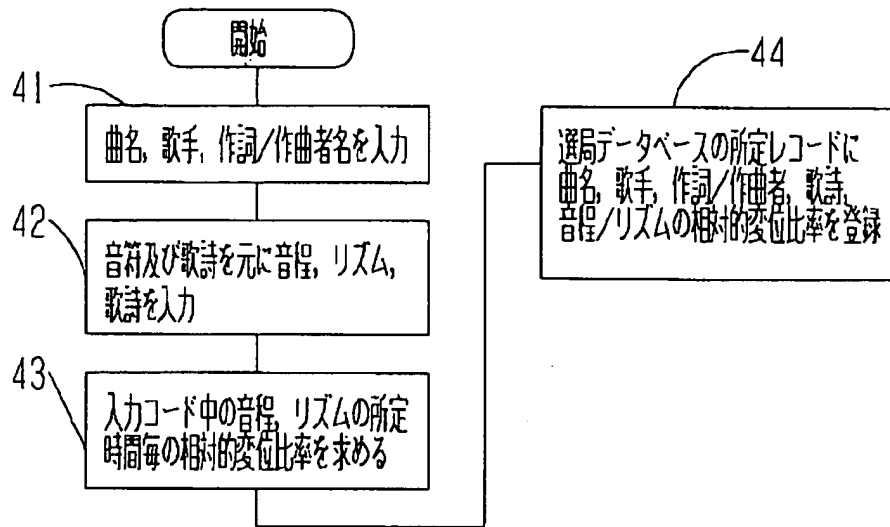 開始
41
曲名,歌手,作詞/作曲者名を入力
42
音符及び歌詩を元に音程,リズム,
歌詩を入力
43
入力コード中の音程,リズムの所定
時間毎の相対的変位比率を求める
44
選局データベースの所定レコードに
曲名,歌手,作詞/作曲者,歌詩,
音程/リズムの相対的変位比率を登録